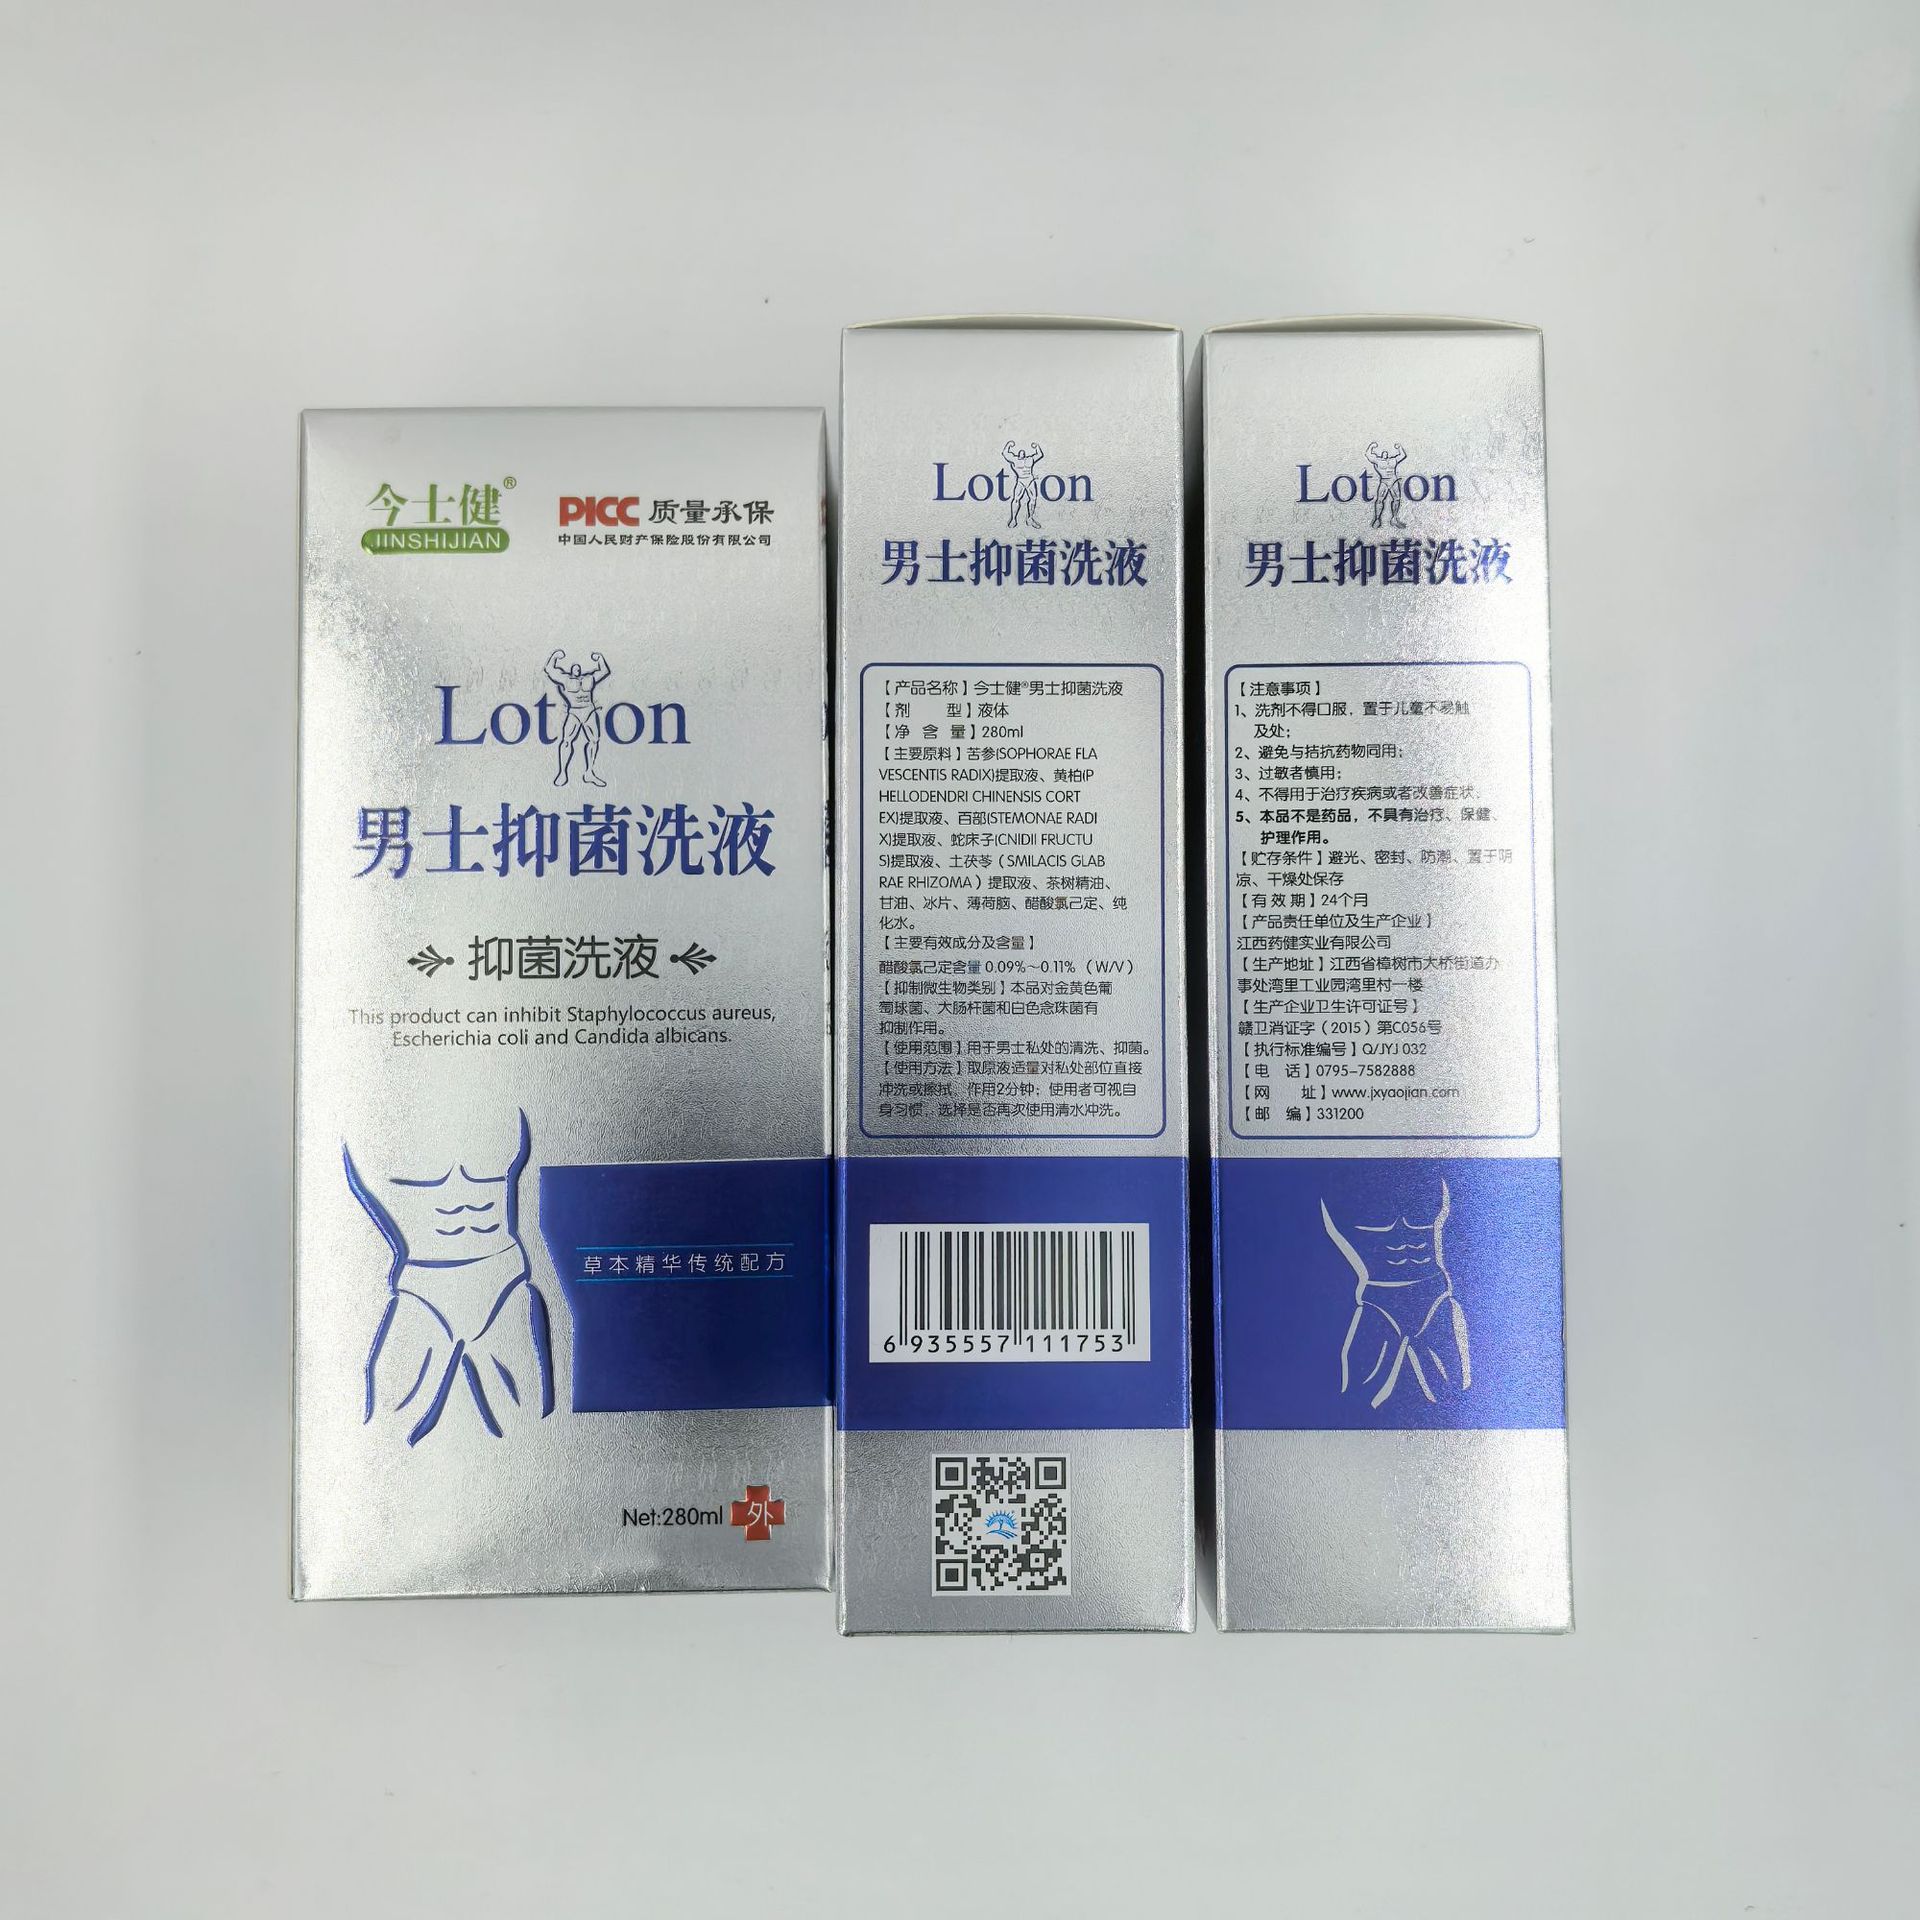 今士健®
JINSHIJIAN
PICC 质量承保
中国人民财产保险股份有限公司
Lotion
男士抑菌洗液
抑菌洗液
This product can inhibit Staphylococcus aureus,
Escherichia coli and Candida albicans.
草本精华传统配方
Net:280ml 外
Lotion
男士抑菌洗液
【产品名称】今士健®男士抑菌洗液
【剂 型】液体
【净 含 量】280ml
【主要原料】苦参(SOPHORAE FLA
VESCENTIS RADIX)提取液、黄柏(P
HELLODENDRI CHINENSIS CORT
EX)提取液、百部(STEMONAE RADI
X)提取液、蛇床子(CNIDII FRUCTU
S)提取液、土茯苓（SMILACIS GLAB
RAE RHIZOMA）提取液、茶树精油、
甘油、冰片、薄荷脑、醋酸氯己定、纯
化水。
【主要有效成分及含量】
醋酸氯己定含量 0.09%~0.11%（W/V）
【抑制微生物类别】本品对金黄色葡
萄球菌、大肠杆菌和白色念珠菌有
抑制作用。
【使用范围】用于男士私处的清洗、抑菌。
【使用方法】取原液适量对私处部位直接
冲洗或擦拭，作用2分钟；使用者可视自
身习惯，选择是否再次使用清水冲洗。
6 935557 111753
Lotion
男士抑菌洗液
【注意事项】
1、洗剂不得口服，置于儿童不易触
及处；
2、避免与拮抗药物同用；
3、过敏者慎用；
4、不得用于治疗疾病或者改善症状、
5、本品不是药品，不具有治疗、保健、
护理作用。
【贮存条件】避光、密封、防潮、置于阴
凉、干燥处保存
【有 效 期】24个月
【产品责任单位及生产企业】
江西药健实业有限公司
【生产地址】江西省樟树市大桥街道办
事处湾里工业园湾里村一楼
【生产企业卫生许可证号】
赣卫消证字（2015）第C056号
【执行标准编号】Q/JYJ 032
【电 话】0795-7582888
【网 址】www.jxyaojian.com
【邮 编】331200